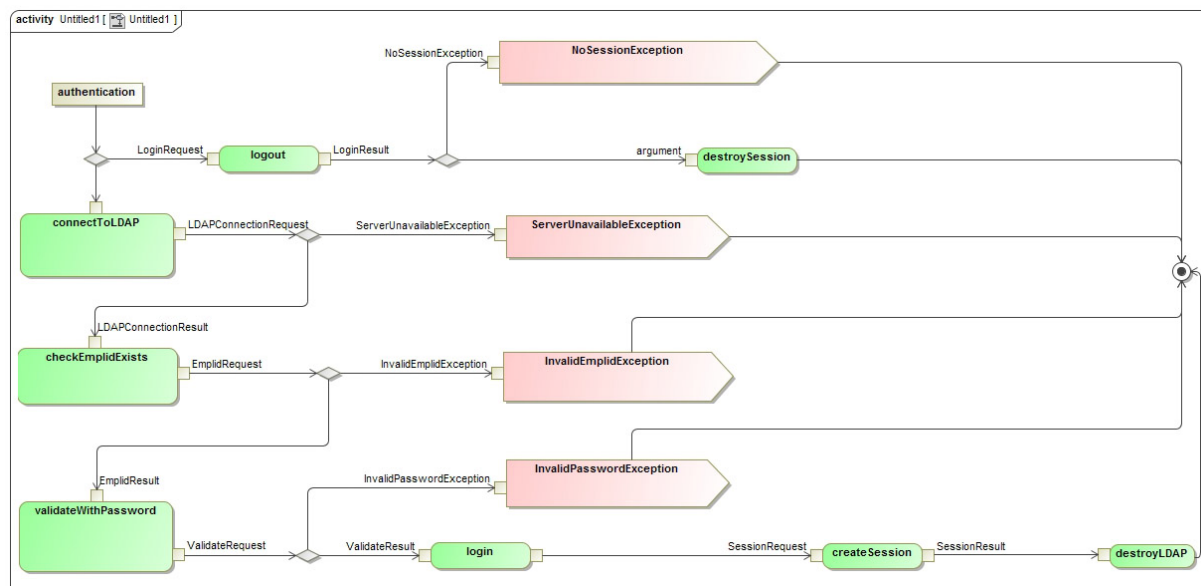 activity Untitled1 [ Untitled1 ]
NoSessionException
NoSessionException
authentication
LoginRequest
logout
LoginResult
argument
destroySession
connectToLDAP
LDAPConnectionRequest
ServerUnavailableException
ServerUnavailableException
LDAPConnectionResult
checkEmplidExists
EmplidRequest
InvalidEmplidException
InvalidEmplidException
EmplidResult
validateWithPassword
InvalidPasswordException
InvalidPasswordException
ValidateRequest
ValidateResult
login
SessionRequest
createSession
SessionResult
destroyLDAP